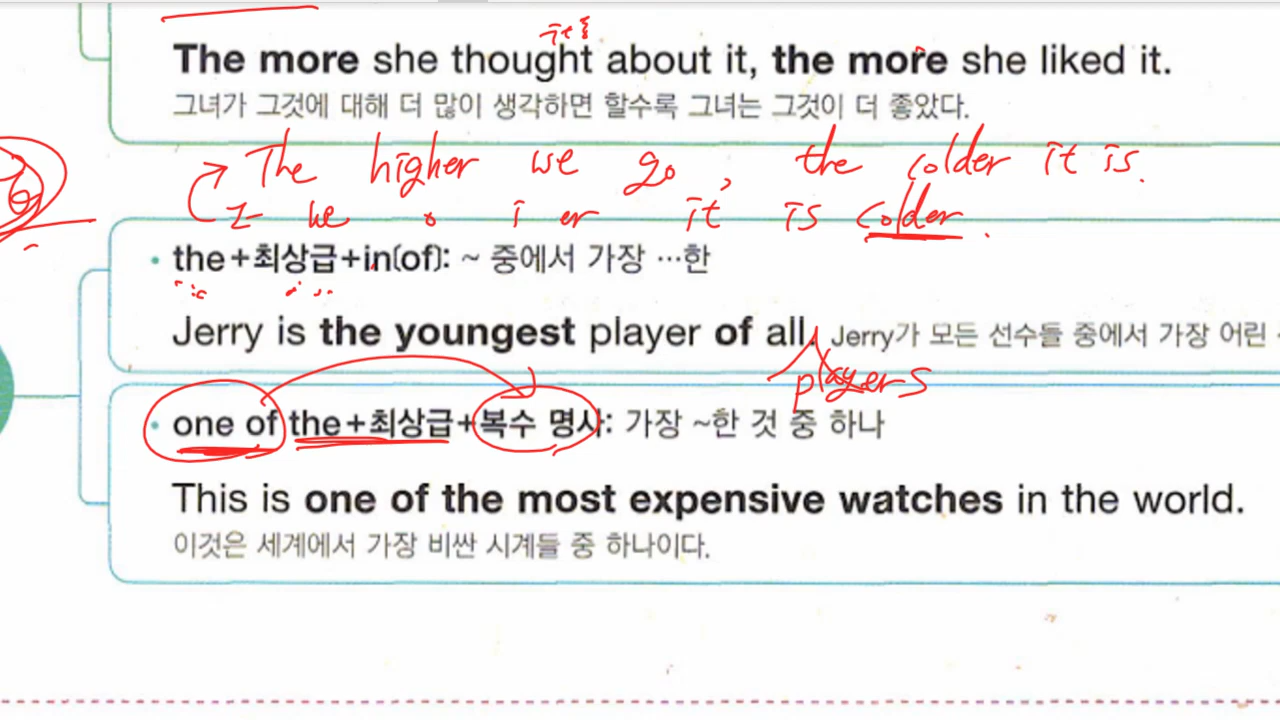 The more she thought about it, the more she liked it.
그녀가 그것에 대해 더 많이 생각하면 할수록 그녀는 그것이 더 좋았다.
The higher we go, the colder it is.
we it is colder.
• the+최상급+in(of): ~ 중에서 가장 …한
Jerry is the youngest player of all. Jerry가 모든 선수들 중에서 가장 어린
players
• one of the+최상급+복수 명사: 가장 ~한 것 중 하나
This is one of the most expensive watches in the world.
이것은 세계에서 가장 비싼 시계들 중 하나이다.